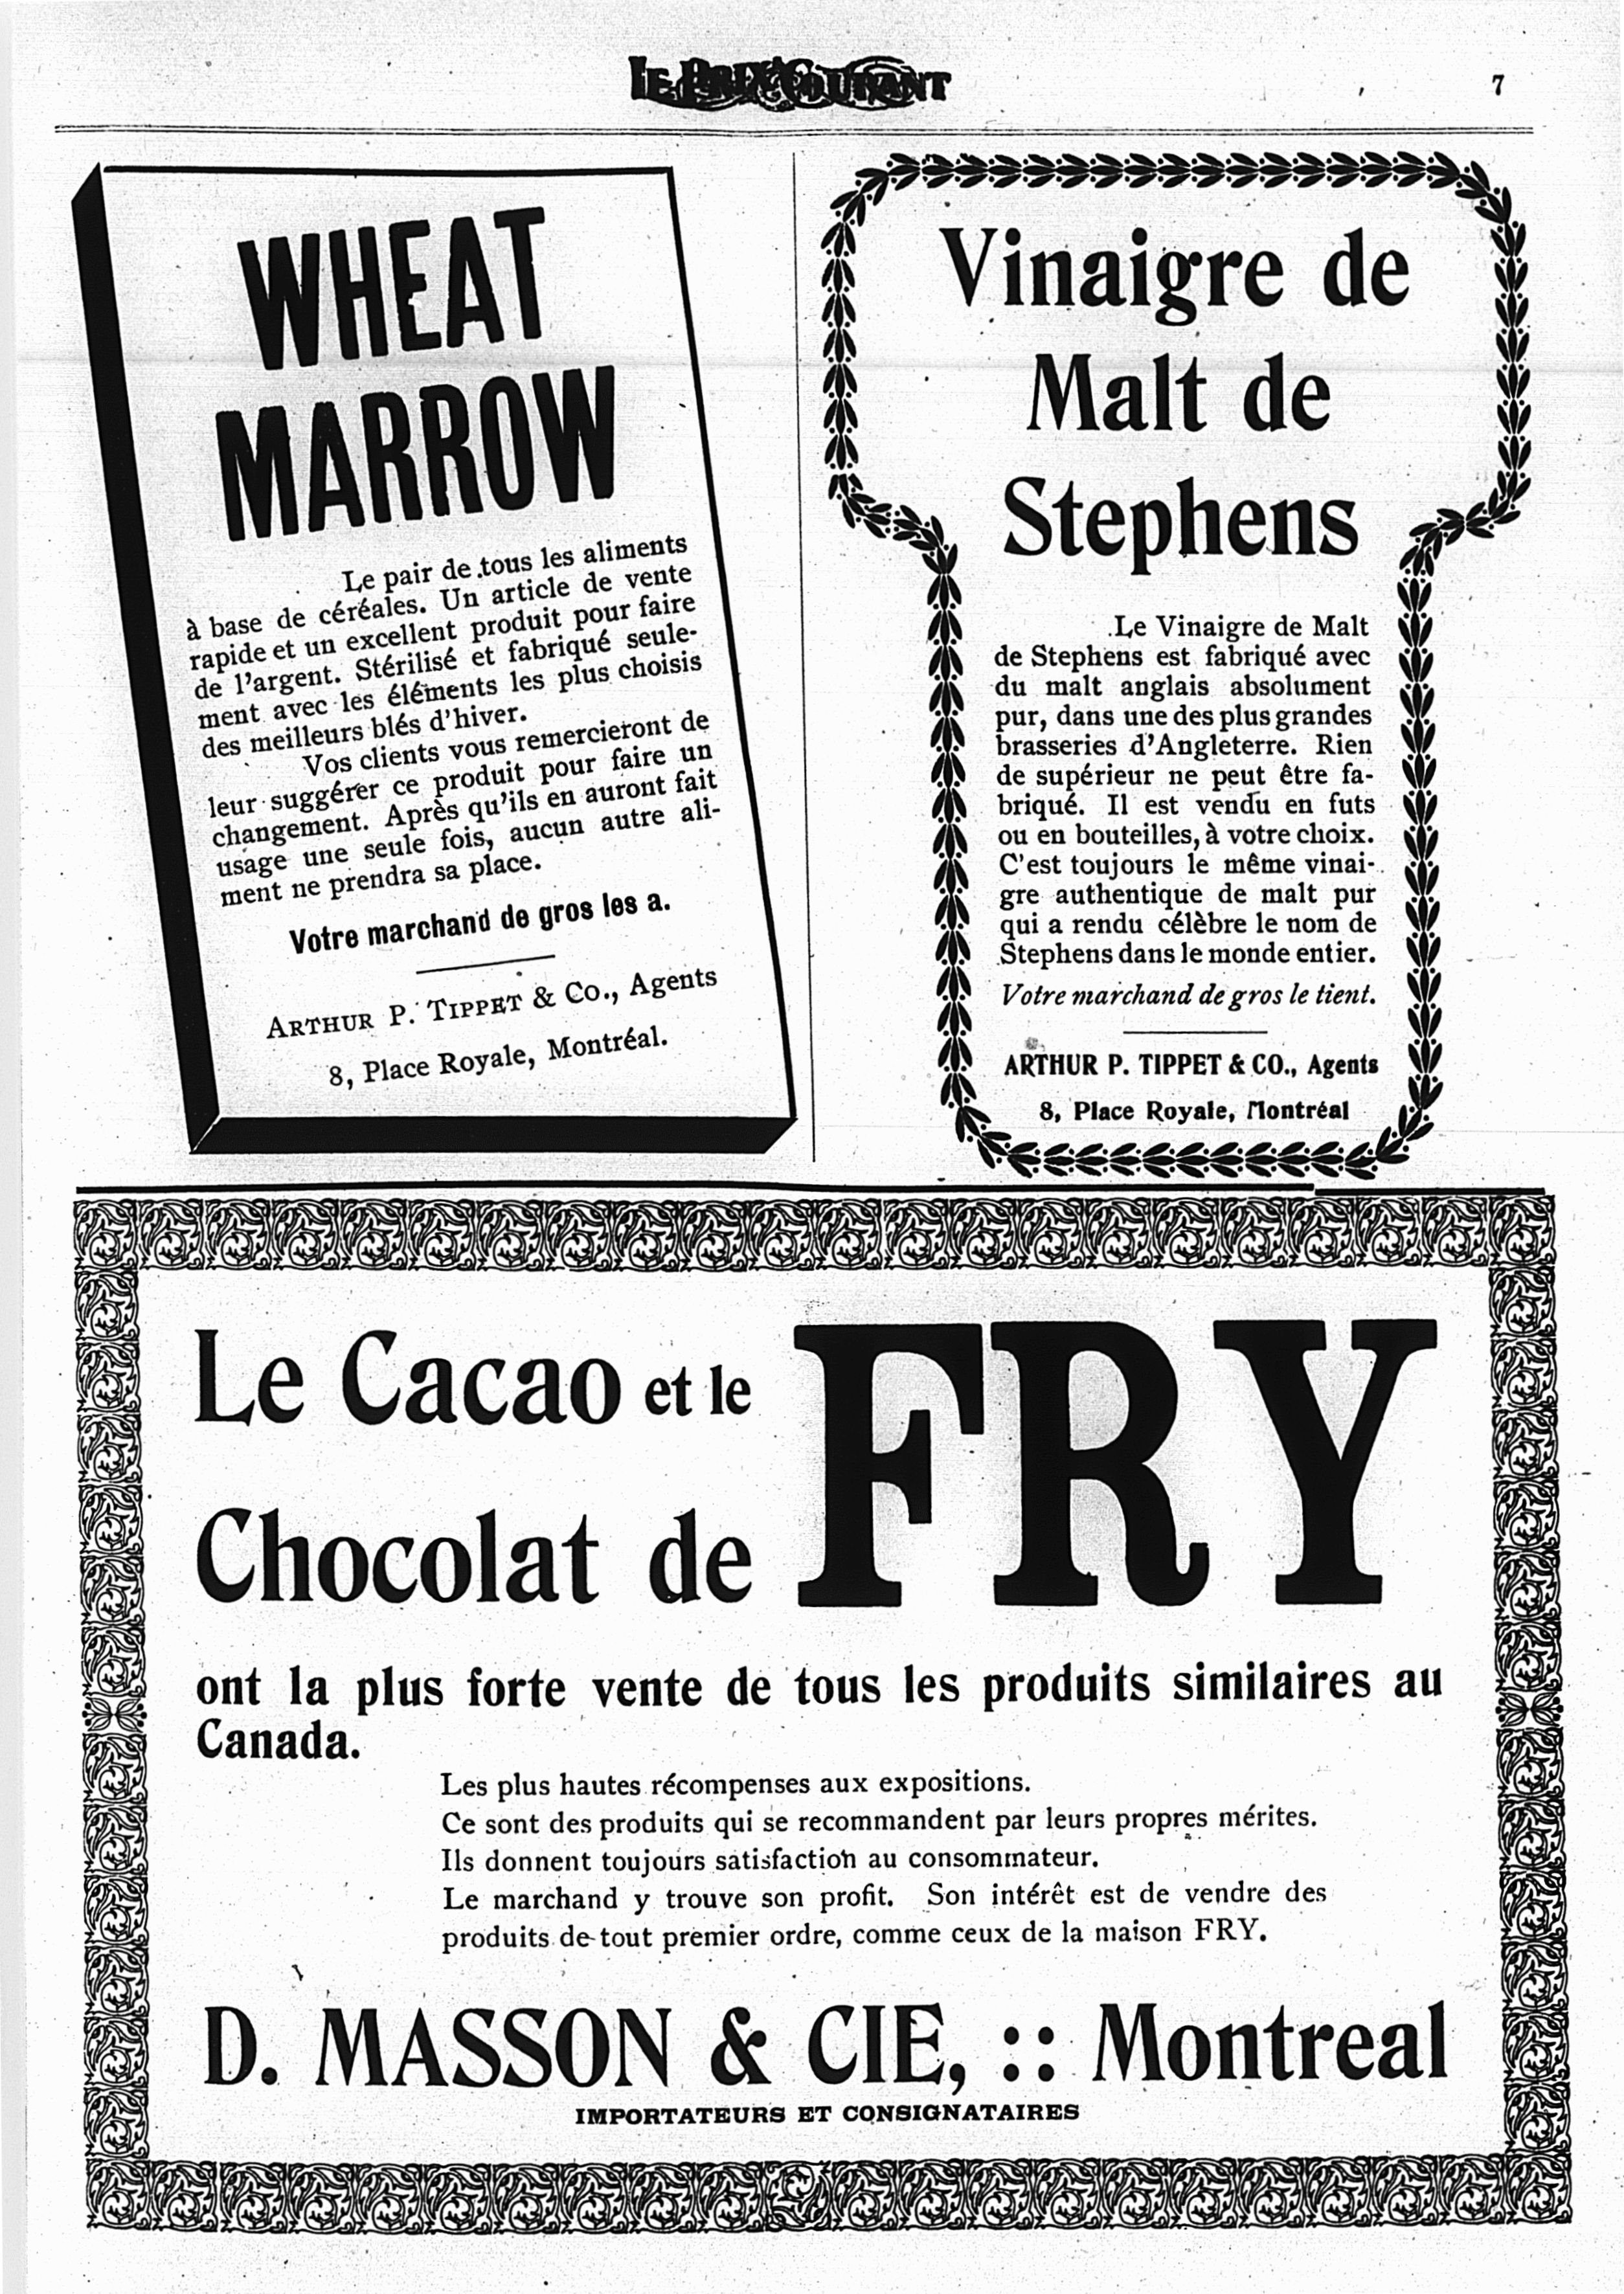 LE PRIX COURANT
7
WHEAT
MARROW
Le pair de tous les aliments
à base de céréales. Un article de vente
rapide et un excellent produit pour faire
de l'argent. Stérilisé et fabriqué seule-
ment avec les éléments les plus choisis
des meilleurs blés d'hiver.
Vos clients vous remercieront de
leur suggérer ce produit pour faire un
changement. Après qu'ils en auront fait
usage une seule fois, aucun autre ali-
ment ne prendra sa place.
Votre marchand de gros les a.
ARTHUR P. TIPPET & CO., Agents
8, Place Royale, Montréal.
Vinaigre de
Malt de
Stephens
Le Vinaigre de Malt
de Stephens est fabriqué avec
du malt anglais absolument
pur, dans une des plus grandes
brasseries d'Angleterre. Rien
de supérieur ne peut être fa-
briqué. Il est vendu en futs
ou en bouteilles, à votre choix.
C'est toujours le même vinai-
gre authentique de malt pur
qui a rendu célèbre le nom de
Stephens dans le monde entier.
Votre marchand de gros le tient.
ARTHUR P. TIPPET & CO., Agents
8, Place Royale, Montréal
Le Cacao et le
Chocolat de FRY
ont la plus forte vente de tous les produits similaires au
Canada.
Les plus hautes récompenses aux expositions.
Ce sont des produits qui se recommandent par leurs propres mérites.
Ils donnent toujours satisfaction au consommateur.
Le marchand y trouve son profit. Son intérêt est de vendre des
produits de tout premier ordre, comme ceux de la maison FRY.
D. MASSON & CIE, :: Montreal
IMPORTATEURS ET CONSIGNATAIRES